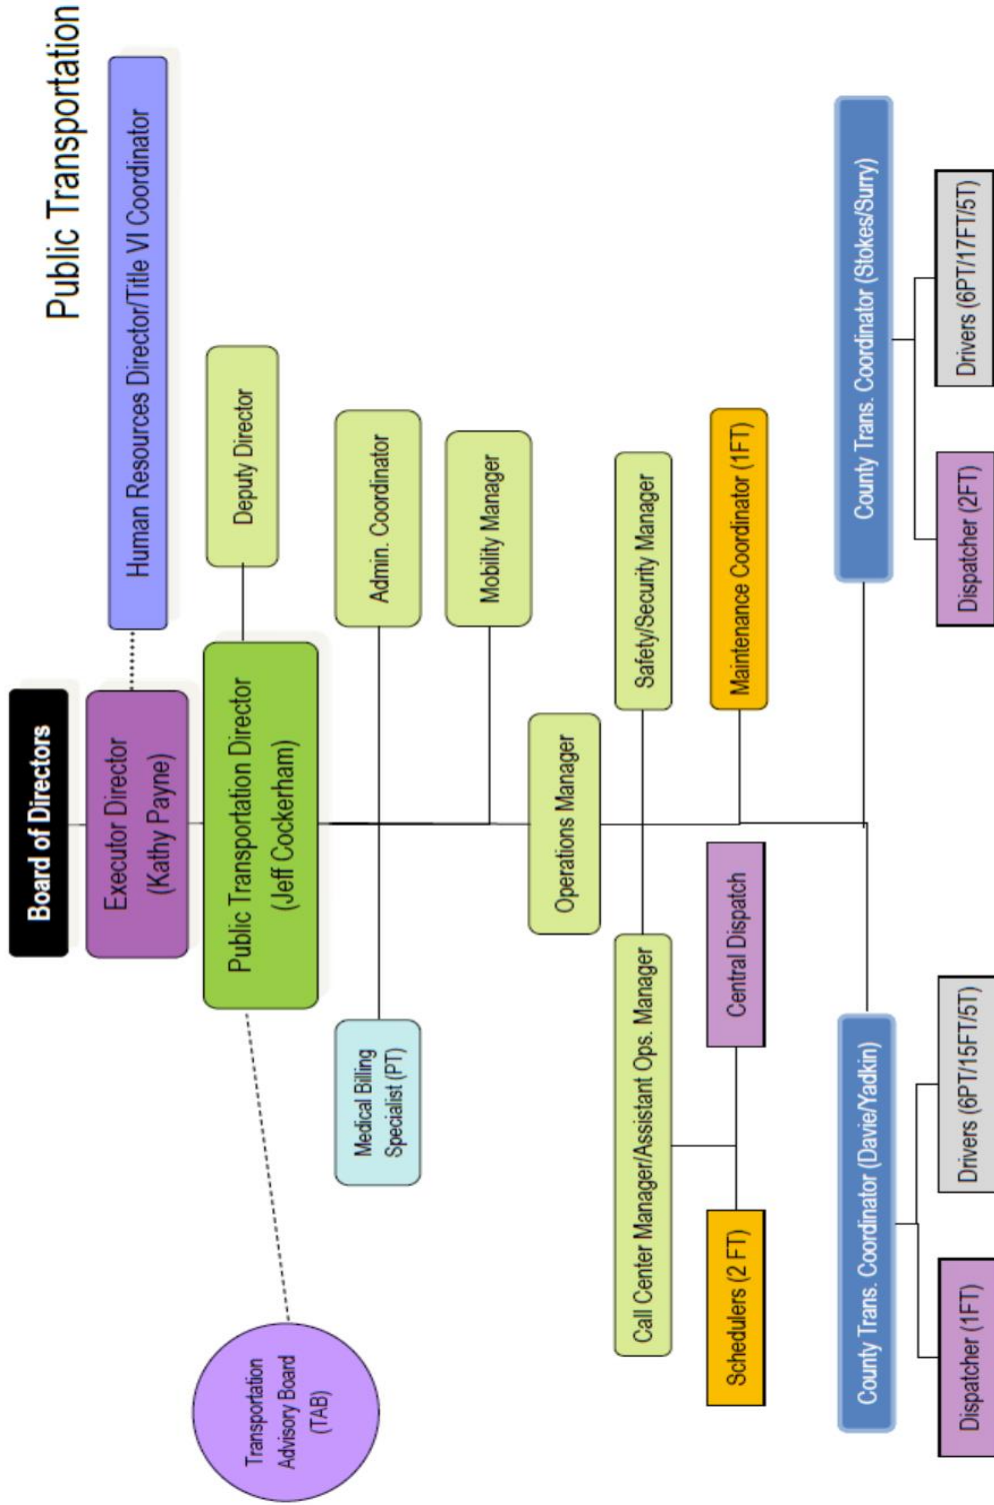 Public Transportation
Board of Directors
Executor Director
(Kathy Payne)
Human Resources Director/Title VI Coordinator
Public Transportation Director
(Jeff Cockerham)
Deputy Director
Transportation
Advisory Board
(TAB)
Medical Billing
Specialist (PT)
Admin. Coordinator
Mobility Manager
Operations Manager
Call Center Manager/Assistant Ops. Manager
Safety/Security Manager
Schedulers (2 FT)
Central Dispatch
Maintenance Coordinator (1FT)
County Trans. Coordinator (Davie/Yadkin)
County Trans. Coordinator (Stokes/Surry)
Dispatcher (1FT)
Drivers (6PT/15FT/5T)
Dispatcher (2FT)
Drivers (6PT/17FT/5T)